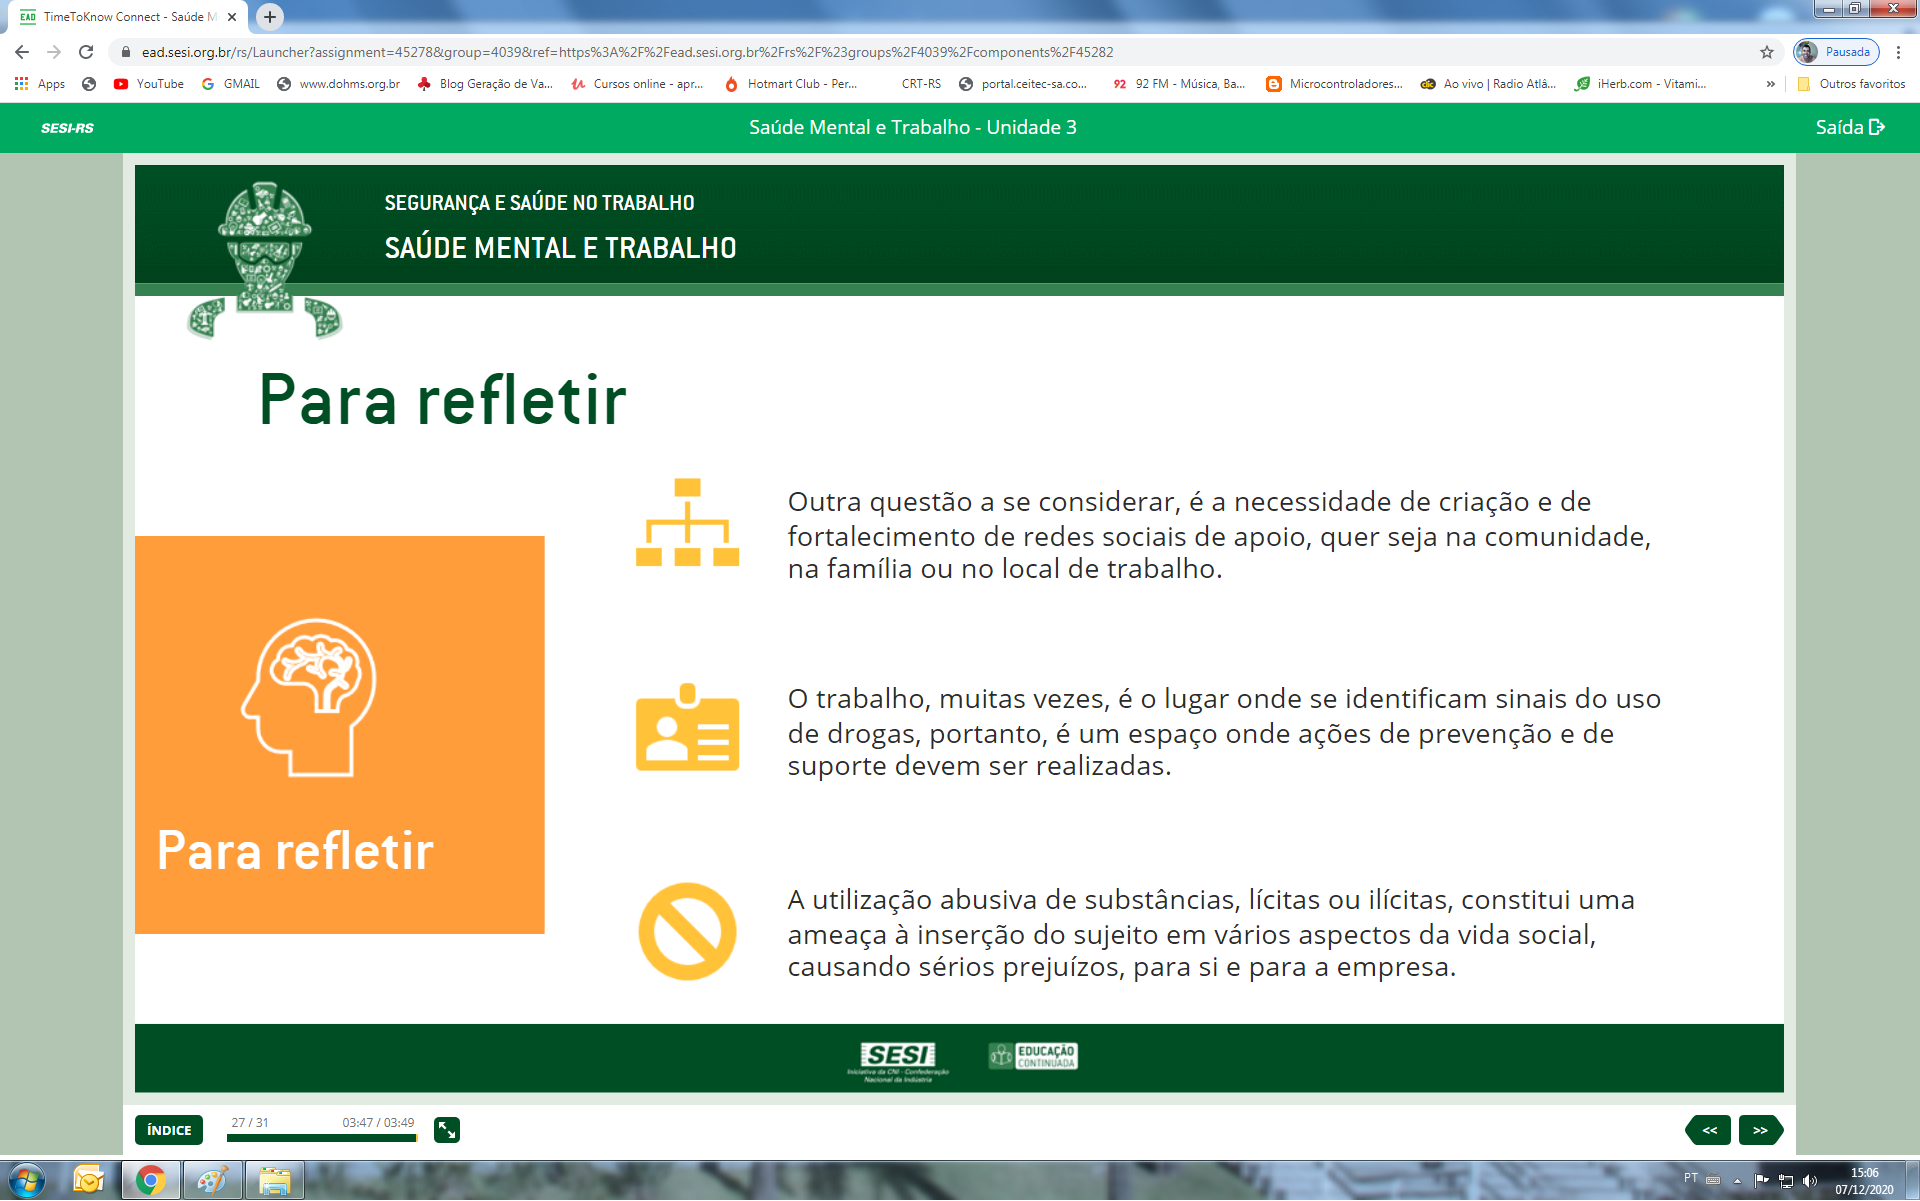 EAD TimeToKnow Connect - Saúde M
ead.sesi.org.br/rs/Launcher?assignment=45278&group=4039&ref=https%3A%2F%2Fead.sesi.org.br%2Frs%2F%23groups%2F4039%2Fcomponents%2F45282
Pausada
Apps YouTube GMAIL www.dohms.org.br Blog Geração de Va... Cursos online - apr... Hotmart Club - Per... CRT-RS portal.ceitec-sa.co... 92 92 FM - Música, Ba... Microcontroladores... Ao vivo | Radio Atlâ... iHerb.com - Vitami... » Outros favoritos
SESI-RS Saúde Mental e Trabalho - Unidade 3 Saída
SEGURANÇA E SAÚDE NO TRABALHO
SAÚDE MENTAL E TRABALHO
Para refletir
Outra questão a se considerar, é a necessidade de criação e de
fortalecimento de redes sociais de apoio, quer seja na comunidade,
na família ou no local de trabalho.
O trabalho, muitas vezes, é o lugar onde se identificam sinais do uso
de drogas, portanto, é um espaço onde ações de prevenção e de
suporte devem ser realizadas.
Para refletir
A utilização abusiva de substâncias, lícitas ou ilícitas, constitui uma
ameaça à inserção do sujeito em vários aspectos da vida social,
causando sérios prejuízos, para si e para a empresa.
SESI
Iniciativa da CNI - Confederação
Nacional da Indústria
EDUCAÇÃO
CONTINUADA
ÍNDICE 27 / 31 03:47 / 03:49 << >>
PT 15:06
07/12/2020